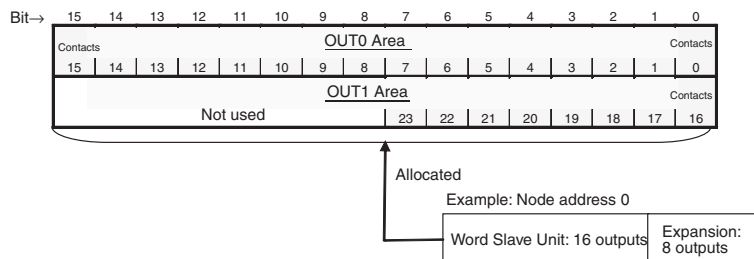 Bit→ 15 14 13 12 11 10 9 8 7 6 5 4 3 2 1 0
Contacts OUT0 Area Contacts
15 14 13 12 11 10 9 8 7 6 5 4 3 2 1 0
OUT1 Area Contacts
Not used 23 22 21 20 19 18 17 16
Allocated
Example: Node address 0
Word Slave Unit: 16 outputs
Expansion:
8 outputs